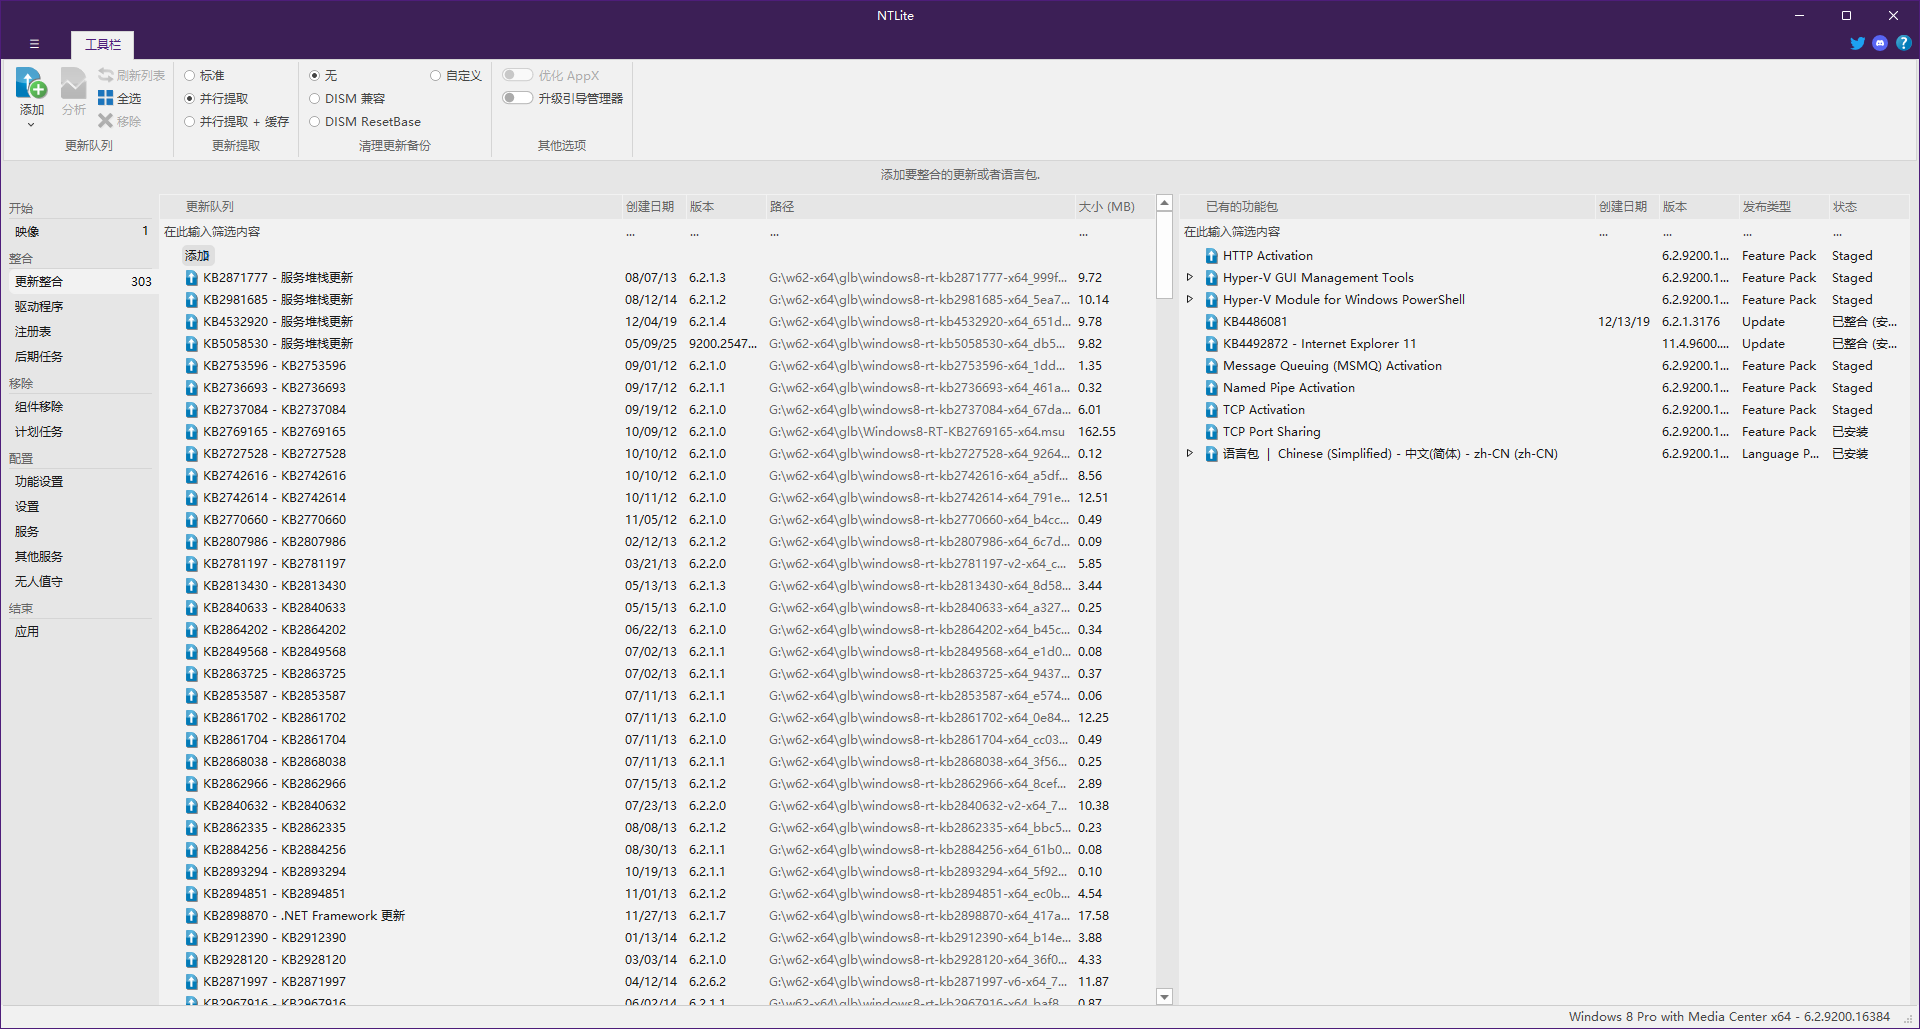 NTLite
工具栏
添加
分析
刷新列表
全选
移除
更新队列
标准
并行提取
并行提取 + 缓存
更新提取
无
自定义
DISM 兼容
DISM ResetBase
清理更新备份
优化 AppX
升级引导管理器
其他选项
添加要整合的更新或者语言包.
开始
映像 1
整合
更新整合 303
驱动程序
注册表
后期任务
移除
组件移除
计划任务
配置
功能设置
设置
服务
其他服务
无人值守
结束
应用
更新队列 创建日期 版本 路径 大小 (MB)
在此输入筛选内容 ... ... ... ...
添加
KB2871777 - 服务堆栈更新 08/07/13 6.2.1.3 G:\w62-x64\glb\windows8-rt-kb2871777-x64_999f... 9.72
KB2981685 - 服务堆栈更新 08/12/14 6.2.1.2 G:\w62-x64\glb\windows8-rt-kb2981685-x64_5ea7... 10.14
KB4532920 - 服务堆栈更新 12/04/19 6.2.1.4 G:\w62-x64\glb\windows8-rt-kb4532920-x64_651d... 9.78
KB5058530 - 服务堆栈更新 05/09/25 9200.2547... G:\w62-x64\glb\windows8-rt-kb5058530-x64_db5... 9.82
KB2753596 - KB2753596 09/01/12 6.2.1.0 G:\w62-x64\glb\windows8-rt-kb2753596-x64_1dd... 1.35
KB2736693 - KB2736693 09/17/12 6.2.1.1 G:\w62-x64\glb\windows8-rt-kb2736693-x64_461a... 0.32
KB2737084 - KB2737084 09/19/12 6.2.1.0 G:\w62-x64\glb\windows8-rt-kb2737084-x64_67da... 6.01
KB2769165 - KB2769165 10/09/12 6.2.1.0 G:\w62-x64\glb\Windows8-RT-KB2769165-x64.msu 162.55
KB2727528 - KB2727528 10/10/12 6.2.1.0 G:\w62-x64\glb\windows8-rt-kb2727528-x64_9264... 0.12
KB2742616 - KB2742616 10/10/12 6.2.1.0 G:\w62-x64\glb\windows8-rt-kb2742616-x64_a5df... 8.56
KB2742614 - KB2742614 10/11/12 6.2.1.0 G:\w62-x64\glb\windows8-rt-kb2742614-x64_791e... 12.51
KB2770660 - KB2770660 11/05/12 6.2.1.0 G:\w62-x64\glb\windows8-rt-kb2770660-x64_b4cc... 0.49
KB2807986 - KB2807986 02/12/13 6.2.1.2 G:\w62-x64\glb\windows8-rt-kb2807986-x64_6c7d... 0.09
KB2781197 - KB2781197 03/21/13 6.2.2.0 G:\w62-x64\glb\windows8-rt-kb2781197-v2-x64_c... 5.85
KB2813430 - KB2813430 05/13/13 6.2.1.3 G:\w62-x64\glb\windows8-rt-kb2813430-x64_8d58... 3.44
KB2840633 - KB2840633 05/15/13 6.2.1.0 G:\w62-x64\glb\windows8-rt-kb2840633-x64_a327... 0.25
KB2864202 - KB2864202 06/22/13 6.2.1.0 G:\w62-x64\glb\windows8-rt-kb2864202-x64_b45c... 0.34
KB2849568 - KB2849568 07/02/13 6.2.1.1 G:\w62-x64\glb\windows8-rt-kb2849568-x64_e1d0... 0.08
KB2863725 - KB2863725 07/02/13 6.2.1.1 G:\w62-x64\glb\windows8-rt-kb2863725-x64_9437... 0.37
KB2853587 - KB2853587 07/11/13 6.2.1.1 G:\w62-x64\glb\windows8-rt-kb2853587-x64_e574... 0.06
KB2861702 - KB2861702 07/11/13 6.2.1.0 G:\w62-x64\glb\windows8-rt-kb2861702-x64_0e84... 12.25
KB2861704 - KB2861704 07/11/13 6.2.1.0 G:\w62-x64\glb\windows8-rt-kb2861704-x64_cc03... 0.49
KB2868038 - KB2868038 07/11/13 6.2.1.1 G:\w62-x64\glb\windows8-rt-kb2868038-x64_3f56... 0.25
KB2862966 - KB2862966 07/15/13 6.2.1.2 G:\w62-x64\glb\windows8-rt-kb2862966-x64_8cef... 2.89
KB2840632 - KB2840632 07/23/13 6.2.2.0 G:\w62-x64\glb\windows8-rt-kb2840632-v2-x64_7... 10.38
KB2862335 - KB2862335 08/08/13 6.2.1.2 G:\w62-x64\glb\windows8-rt-kb2862335-x64_bbc5... 0.23
KB2884256 - KB2884256 08/30/13 6.2.1.1 G:\w62-x64\glb\windows8-rt-kb2884256-x64_61b0... 0.08
KB2893294 - KB2893294 10/19/13 6.2.1.1 G:\w62-x64\glb\windows8-rt-kb2893294-x64_5f92... 0.10
KB2894851 - KB2894851 11/01/13 6.2.1.2 G:\w62-x64\glb\windows8-rt-kb2894851-x64_ec0b... 4.54
KB2898870 - .NET Framework 更新 11/27/13 6.2.1.7 G:\w62-x64\glb\windows8-rt-kb2898870-x64_417a... 17.58
KB2912390 - KB2912390 01/13/14 6.2.1.2 G:\w62-x64\glb\windows8-rt-kb2912390-x64_b14e... 3.88
KB2928120 - KB2928120 03/03/14 6.2.1.0 G:\w62-x64\glb\windows8-rt-kb2928120-x64_36f0... 4.33
KB2871997 - KB2871997 04/12/14 6.2.6.2 G:\w62-x64\glb\windows8-rt-kb2871997-v6-x64_7... 11.87
KB2967916 - KB2967916 06/02/14 6.2.1.1 G:\w62-x64\glb\windows8-rt-kb2967916-x64_baf8... 0.87
已有的功能包 创建日期 版本 发布类型 状态
在此输入筛选内容 ... ... ... ...
HTTP Activation 6.2.9200.1... Feature Pack Staged
Hyper-V GUI Management Tools 6.2.9200.1... Feature Pack Staged
Hyper-V Module for Windows PowerShell 6.2.9200.1... Feature Pack Staged
KB4486081 12/13/19 6.2.1.3176 Update 已整合 (安...
KB4492872 - Internet Explorer 11 11.4.9600.... Update 已整合 (安...
Message Queuing (MSMQ) Activation 6.2.9200.1... Feature Pack Staged
Named Pipe Activation 6.2.9200.1... Feature Pack Staged
TCP Activation 6.2.9200.1... Feature Pack Staged
TCP Port Sharing 6.2.9200.1... Feature Pack 已安装
语言包 | Chinese (Simplified) - 中文(简体) - zh-CN (zh-CN) 6.2.9200.1... Language P... 已安装
Windows 8 Pro with Media Center x64 - 6.2.9200.16384